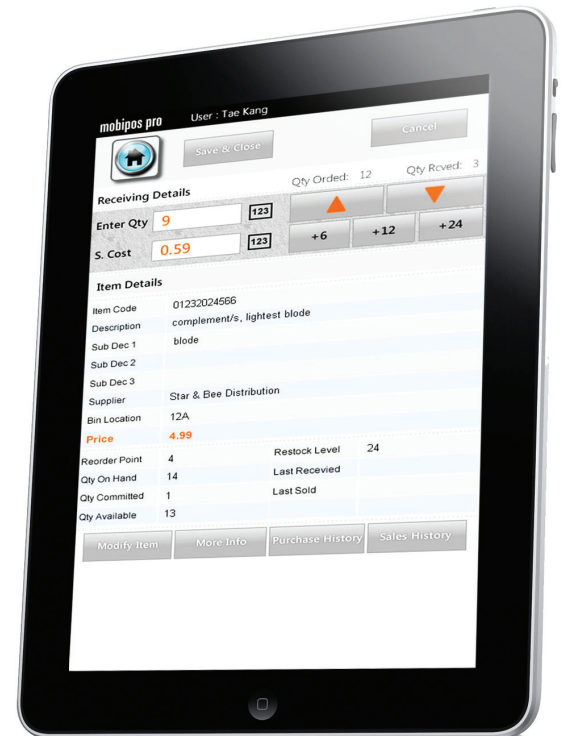 mobipos pro User : Tae Kang
Save & Close Cancel
Receiving Details Qty Orded: 12 Qty Rcved: 3
Enter Qty 9 123
+6 +12 +24
S. Cost 0.59 123
Item Details
Item Code 01232024566
Description complement/s, lightest blode
Sub Dec 1 blode
Sub Dec 2
Sub Dec 3
Supplier Star & Bee Distribution
Bin Location 12A
Price 4.99
Reorder Point 4 Restock Level 24
Qty On Hand 14 Last Recevied
Qty Committed 1 Last Sold
Qty Available 13
Modify Item More Info Purchase History Sales History